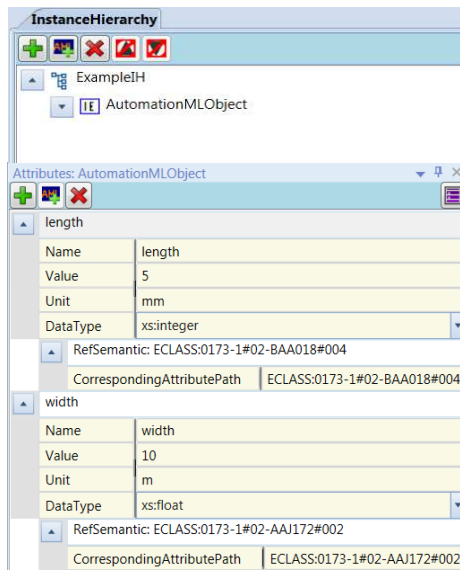 InstanceHierarchy
ExampleIH
IE AutomationMLObject
Attributes: AutomationMLObject
length
Name length
Value 5
Unit mm
DataType xs:integer
RefSemantic: ECLASS:0173-1#02-BAA018#004
CorrespondingAttributePath ECLASS:0173-1#02-BAA018#004
width
Name width
Value 10
Unit m
DataType xs:float
RefSemantic: ECLASS:0173-1#02-AAJ172#002
CorrespondingAttributePath ECLASS:0173-1#02-AAJ172#002